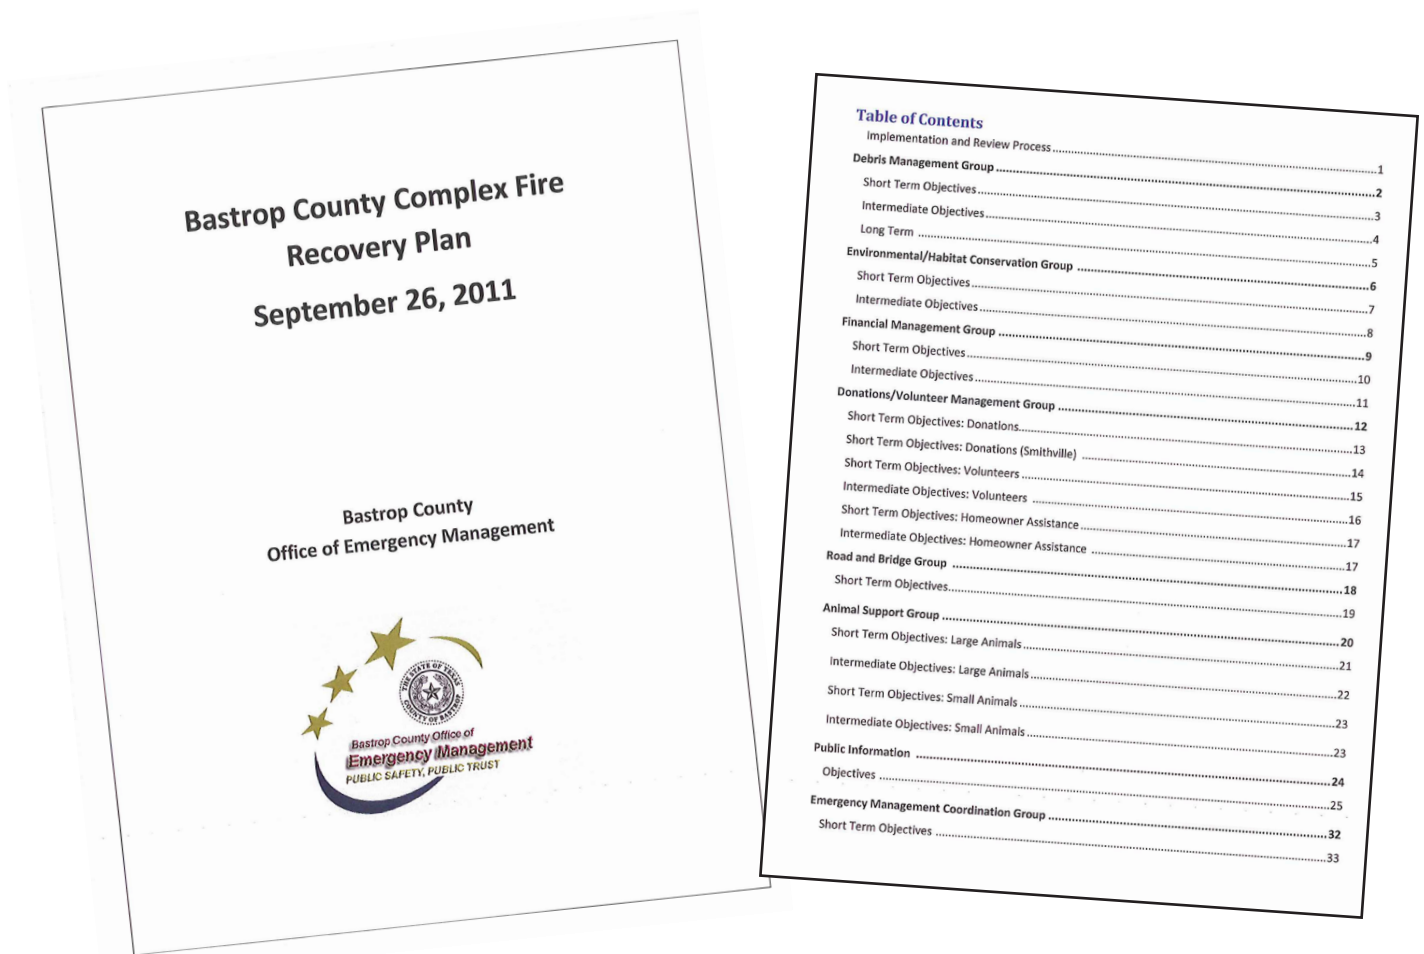 Bastrop County Complex Fire
Recovery Plan
September 26, 2011
Bastrop County
Office of Emergency Management
THE STATE OF TEXAS
COUNTY OF BASTROP
Bastrop County Office of
Emergency Management
PUBLIC SAFETY, PUBLIC TRUST
Table of Contents
Implementation and Review Process 1
Debris Management Group 2
Short Term Objectives 3
Intermediate Objectives 4
Long Term 5
Environmental/Habitat Conservation Group 6
Short Term Objectives 7
Intermediate Objectives 8
Financial Management Group 9
Short Term Objectives 10
Intermediate Objectives 11
Donations/Volunteer Management Group 12
Short Term Objectives: Donations 13
Short Term Objectives: Donations (Smithville) 14
Short Term Objectives: Volunteers 15
Intermediate Objectives: Volunteers 16
Short Term Objectives: Homeowner Assistance 17
Intermediate Objectives: Homeowner Assistance 17
Road and Bridge Group 18
Short Term Objectives 19
Animal Support Group 20
Short Term Objectives: Large Animals 21
Intermediate Objectives: Large Animals 22
Short Term Objectives: Small Animals 23
Intermediate Objectives: Small Animals 23
Public Information 24
Objectives 25
Emergency Management Coordination Group 32
Short Term Objectives 33